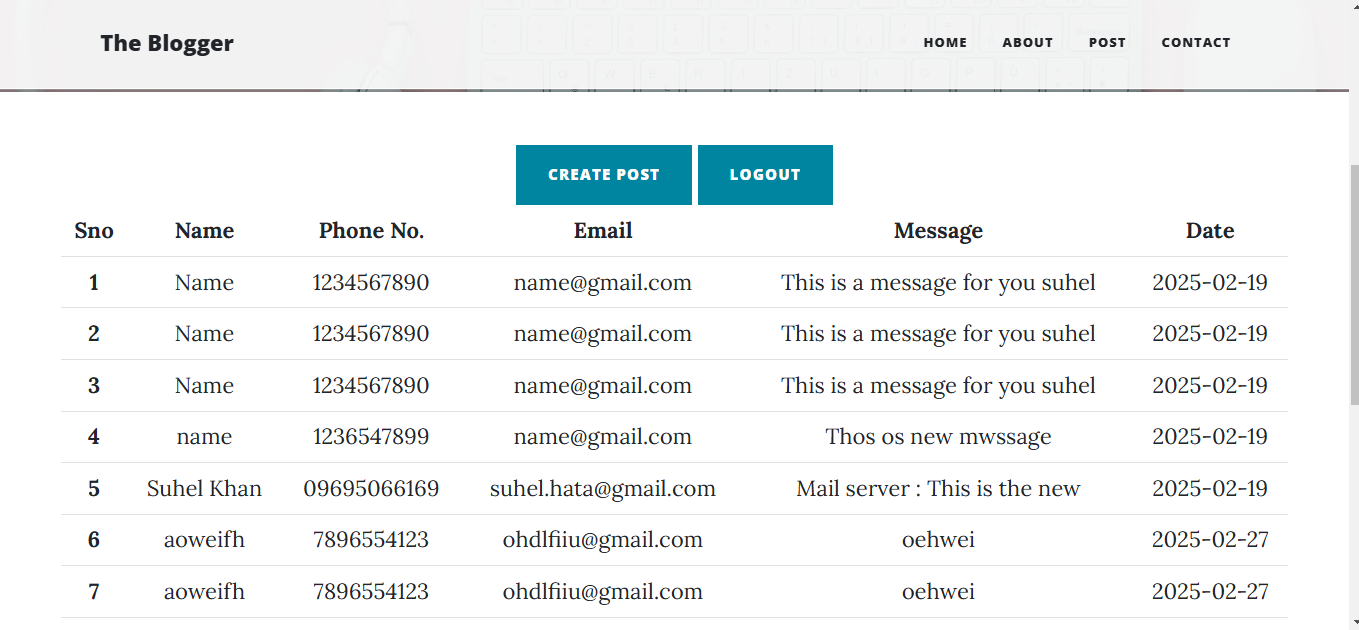 The Blogger HOME ABOUT POST CONTACT
CREATE POST LOGOUT
Sno Name Phone No. Email Message Date
1 Name 1234567890 name@gmail.com This is a message for you suhel 2025-02-19
2 Name 1234567890 name@gmail.com This is a message for you suhel 2025-02-19
3 Name 1234567890 name@gmail.com This is a message for you suhel 2025-02-19
4 name 1236547899 name@gmail.com Thos os new mwssage 2025-02-19
5 Suhel Khan 09695066169 suhel.hata@gmail.com Mail server : This is the new 2025-02-19
6 aoweifh 7896554123 ohdlfiiu@gmail.com oehwei 2025-02-27
7 aoweifh 7896554123 ohdlfiiu@gmail.com oehwei 2025-02-27